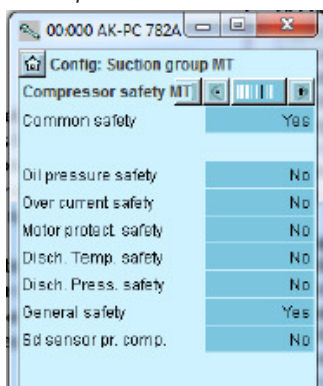 00:000 AK-PC 782A
Config: Suction group MT
Compressor safety MT
Common safety Yes
Oil pressure safety No
Over current safety No
Motor protect. safety No
Disch. Temp. safety No
Disch. Press. safety No
General safety Yes
Sd sensor pr. comp. No